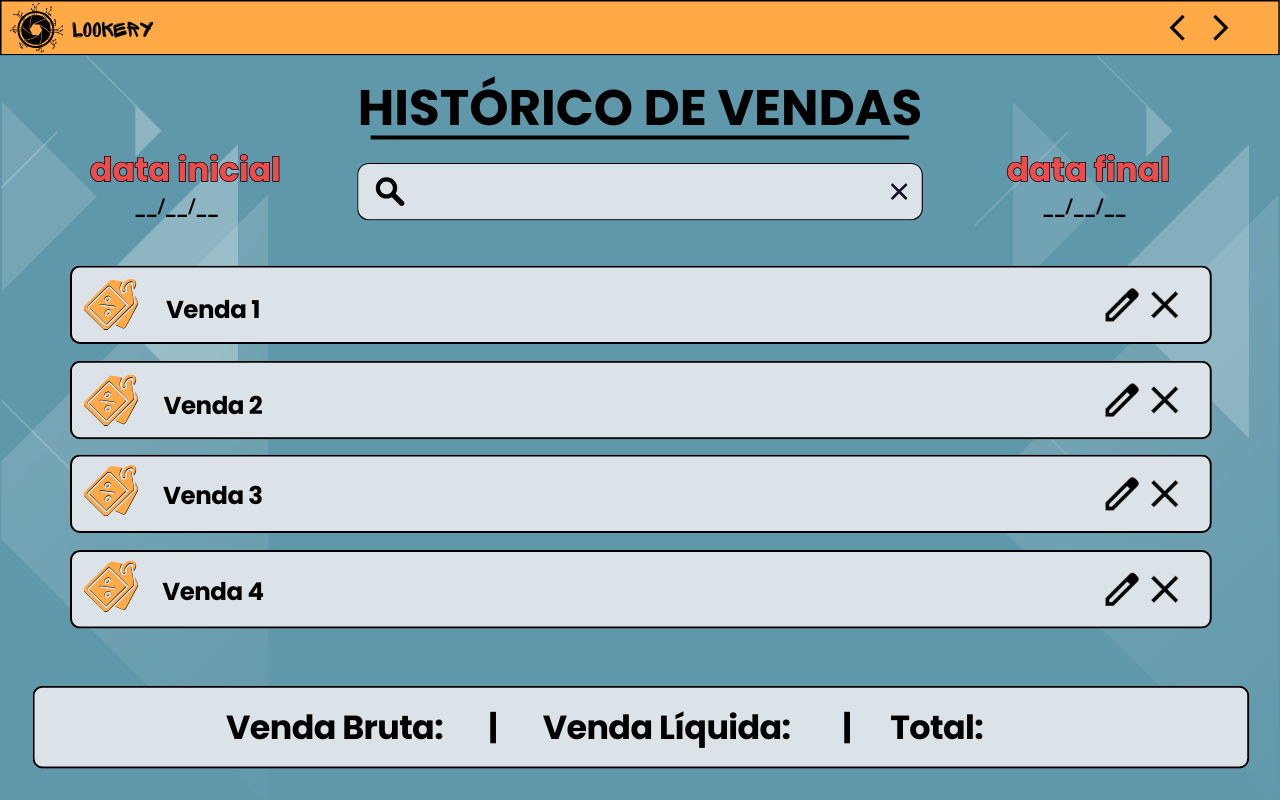 LOOKERY
HISTÓRICO DE VENDAS
data inicial
__/__/__
data final
__/__/__
Venda 1
Venda 2
Venda 3
Venda 4
Venda Bruta: | Venda Líquida: | Total: